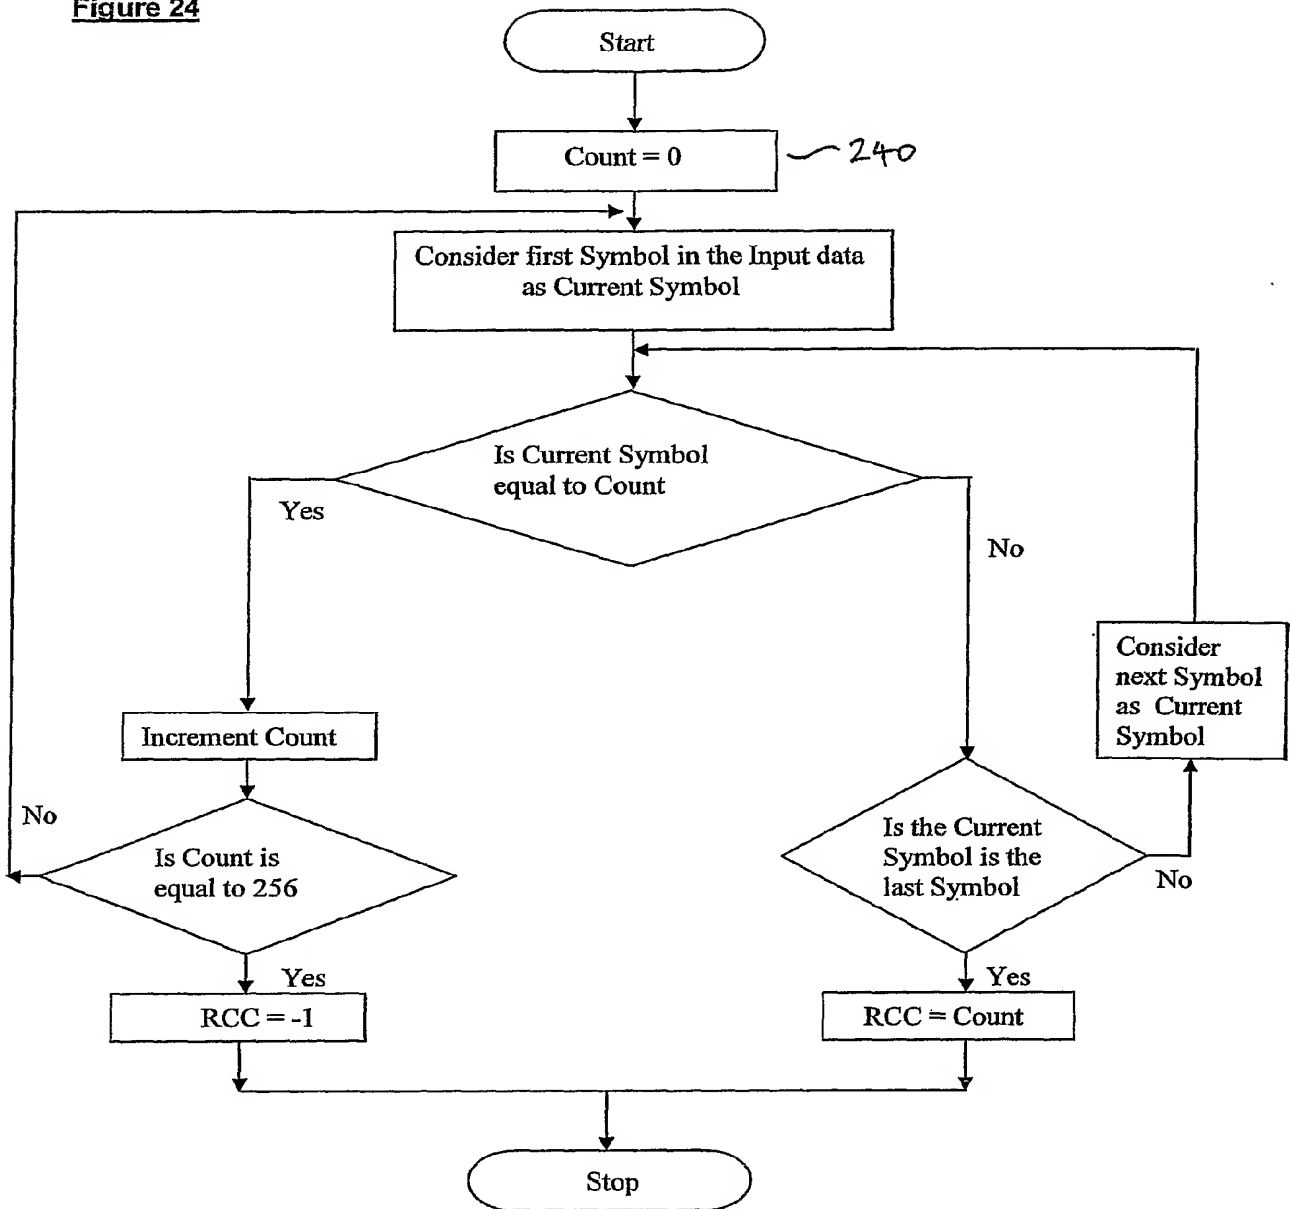 Figure 24
Start
Count = 0
240
Consider first Symbol in the Input data
as Current Symbol
Is Current Symbol
equal to Count
Yes
No
Consider
next Symbol
as Current
Symbol
Increment Count
No
Is Count is
equal to 256
Is the Current
Symbol is the
last Symbol
No
Yes
Yes
RCC = -1
RCC = Count
Stop